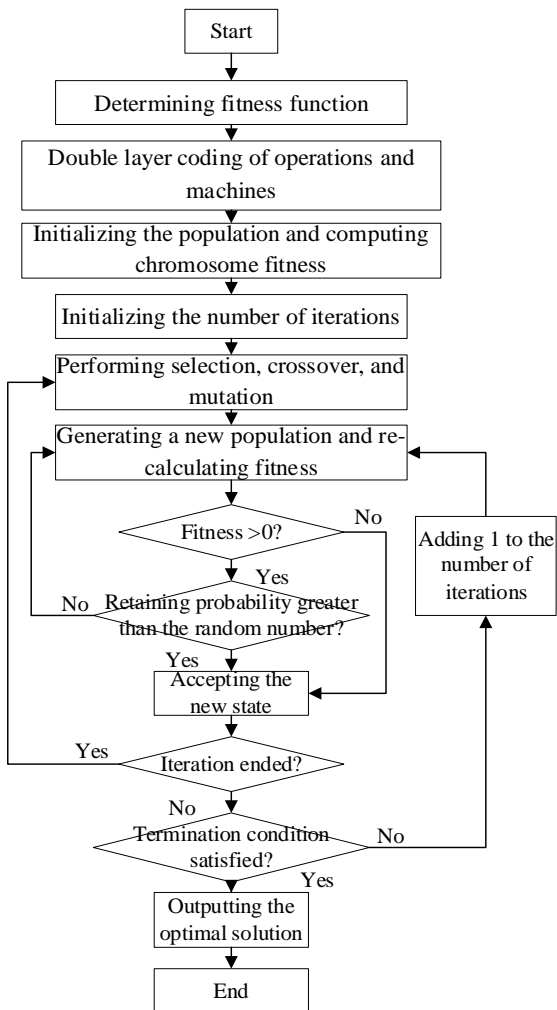 Start
Determining fitness function
Double layer coding of operations and
machines
Initializing the population and computing
chromosome fitness
Initializing the number of iterations
Performing selection, crossover, and
mutation
Generating a new population and re-
calculating fitness
Fitness >0?
No
Adding 1 to the
number of
iterations
Yes
No
Retaining probability greater
than the random number?
Yes
Accepting the
new state
Yes
Iteration ended?
No
Termination condition
satisfied?
No
Yes
Outputting the
optimal solution
End